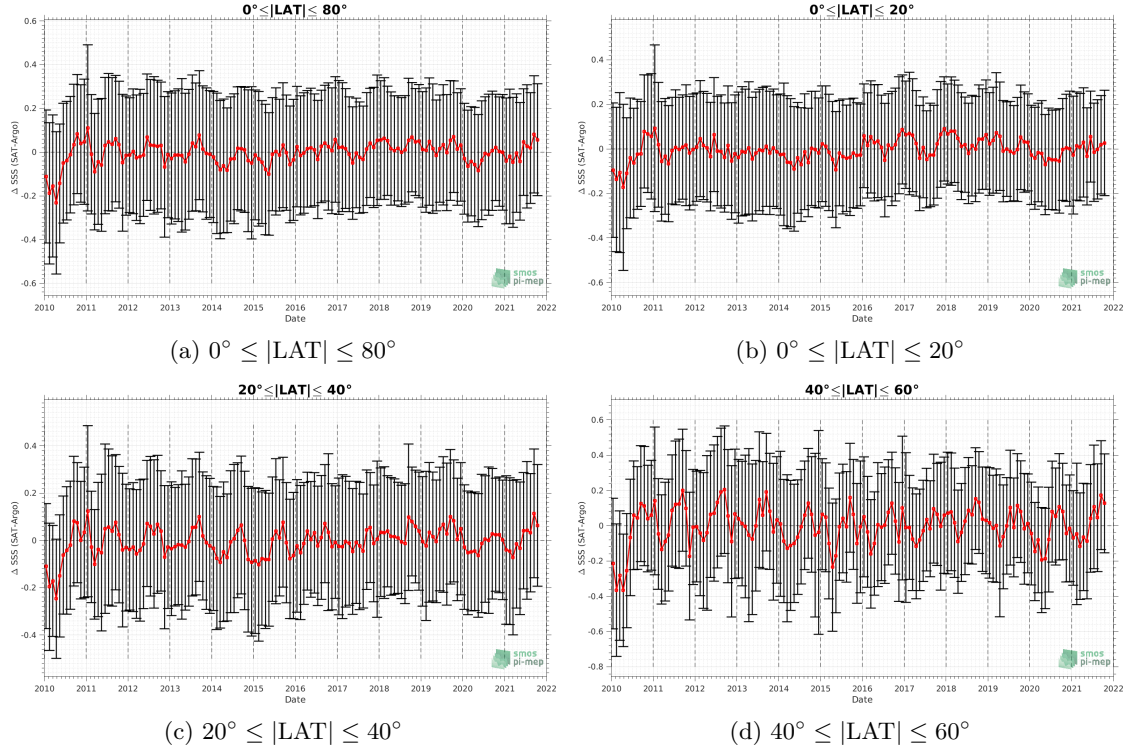 0°≤|LAT|≤ 80°
Δ SSS (SAT-Argo)
0.6
0.4
0.2
0
-0.2
-0.4
-0.6
smos
pi-mep
2010 2011 2012 2013 2014 2015 2016 2017 2018 2019 2020 2021 2022
Date
(a) 0° ≤ |LAT| ≤ 80°
0°≤|LAT|≤ 20°
Δ SSS (SAT-Argo)
0.4
0.2
0
-0.2
-0.4
-0.6
smos
pi-mep
2010 2011 2012 2013 2014 2015 2016 2017 2018 2019 2020 2021 2022
Date
(b) 0° ≤ |LAT| ≤ 20°
20°≤|LAT|≤ 40°
Δ SSS (SAT-Argo)
0.4
0.2
0
-0.2
-0.4
smos
pi-mep
2010 2011 2012 2013 2014 2015 2016 2017 2018 2019 2020 2021 2022
Date
(c) 20° ≤ |LAT| ≤ 40°
40°≤|LAT|≤ 60°
Δ SSS (SAT-Argo)
0.6
0.4
0.2
0
-0.2
-0.4
-0.6
-0.8
smos
pi-mep
2010 2011 2012 2013 2014 2015 2016 2017 2018 2019 2020 2021 2022
Date
(d) 40° ≤ |LAT| ≤ 60°